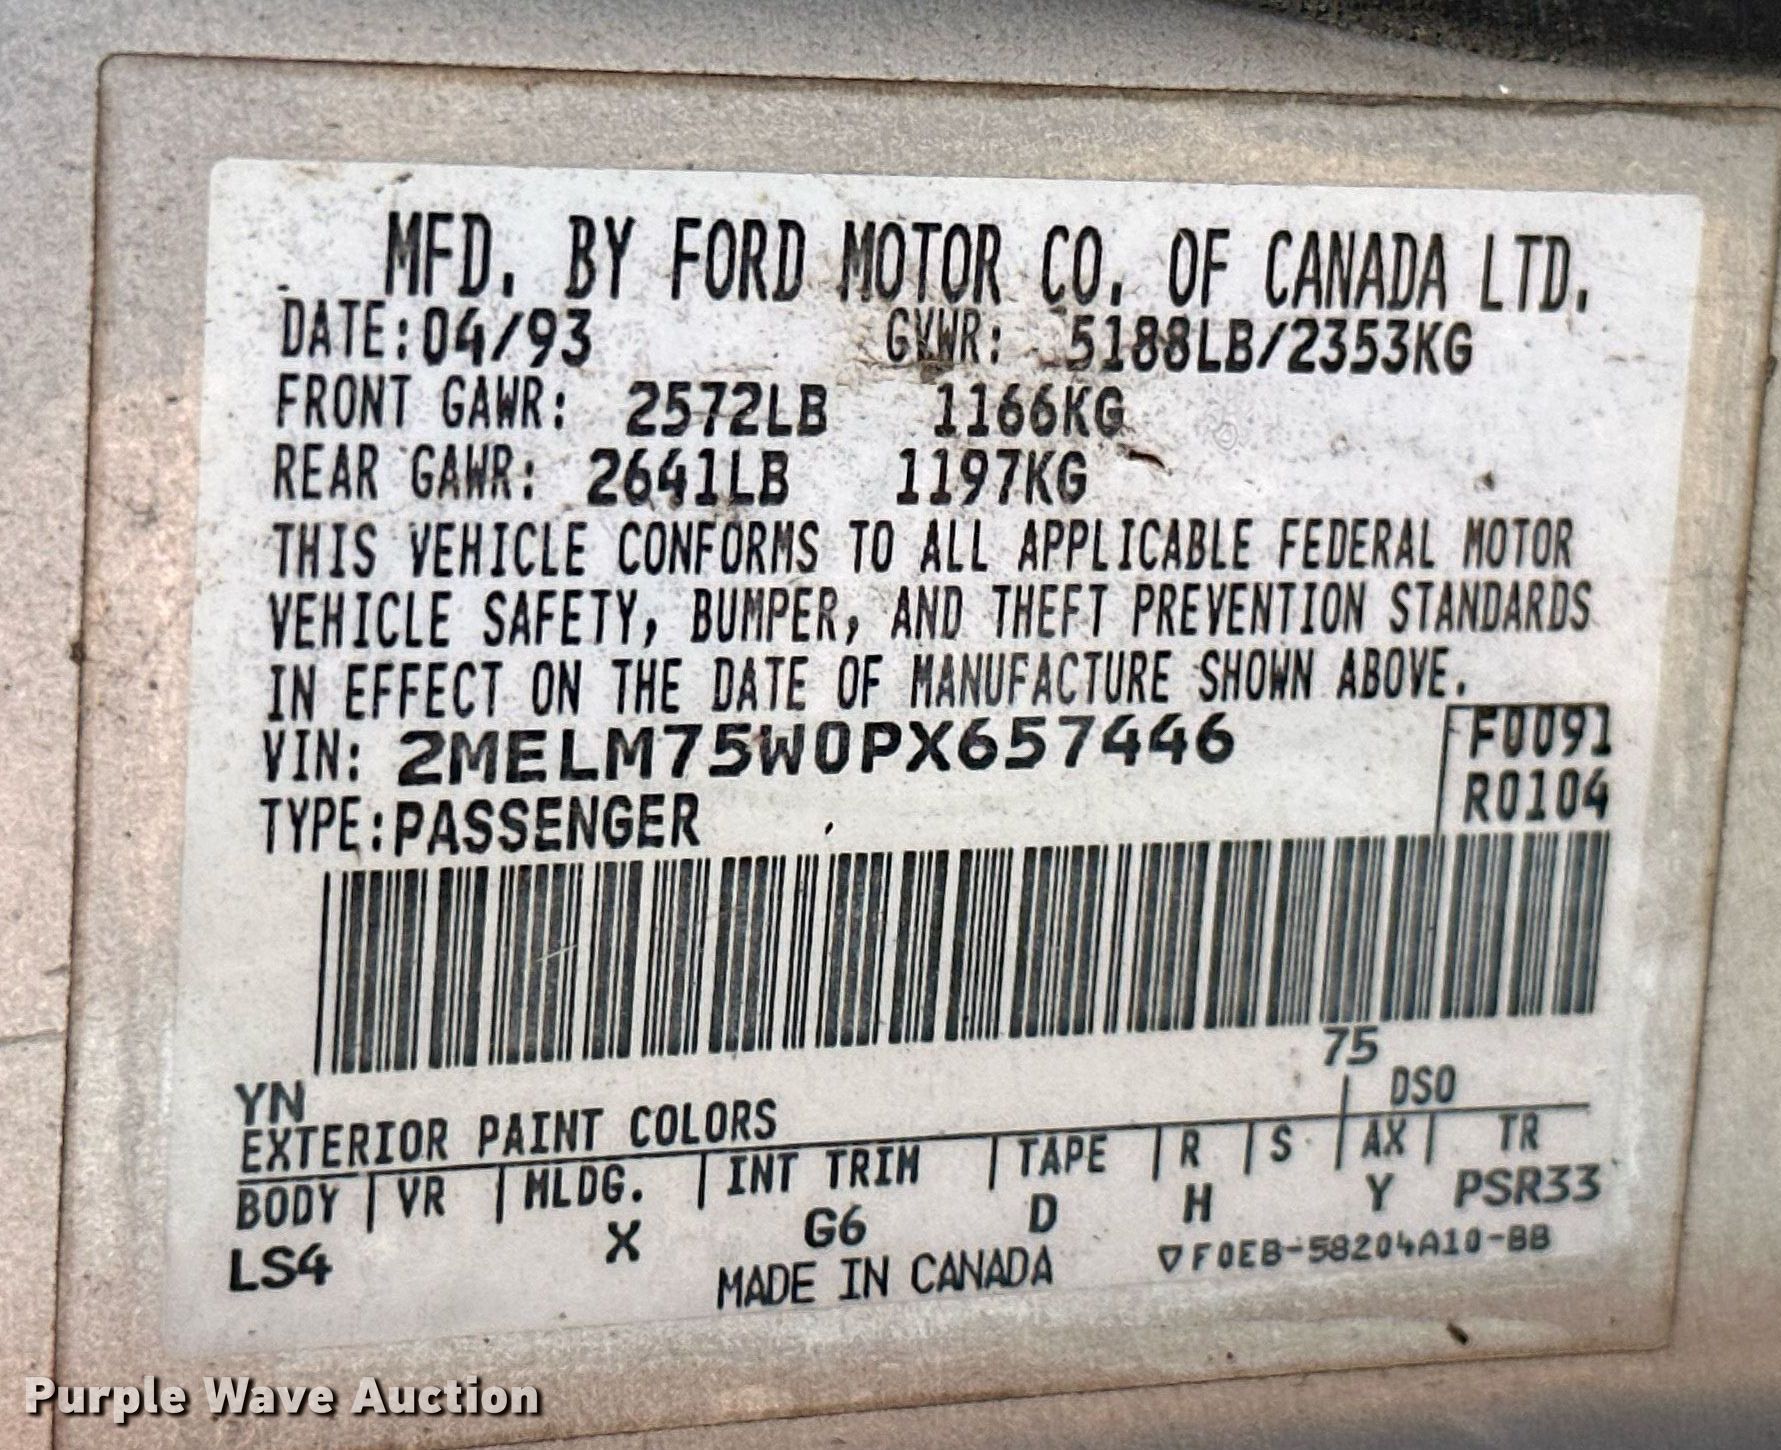 MFD. BY FORD MOTOR CO. OF CANADA LTD.
DATE:04/93 GVWR: 5188LB/2353KG
FRONT GAWR: 2572LB 1166KG
REAR GAWR: 2641LB 1197KG
THIS VEHICLE CONFORMS TO ALL APPLICABLE FEDERAL MOTOR
VEHICLE SAFETY, BUMPER, AND THEFT PREVENTION STANDARDS
IN EFFECT ON THE DATE OF MANUFACTURE SHOWN ABOVE.
VIN: 2MELM75W0PX657446 F0091
TYPE:PASSENGER R0104
75
YN DSO
EXTERIOR PAINT COLORS
BODY VR MLDG. INT TRIM TAPE R S AX TR
LS4 X G6 D H Y PSR33
MADE IN CANADA ▽F0EB-58204A10-BB
Purple Wave Auction